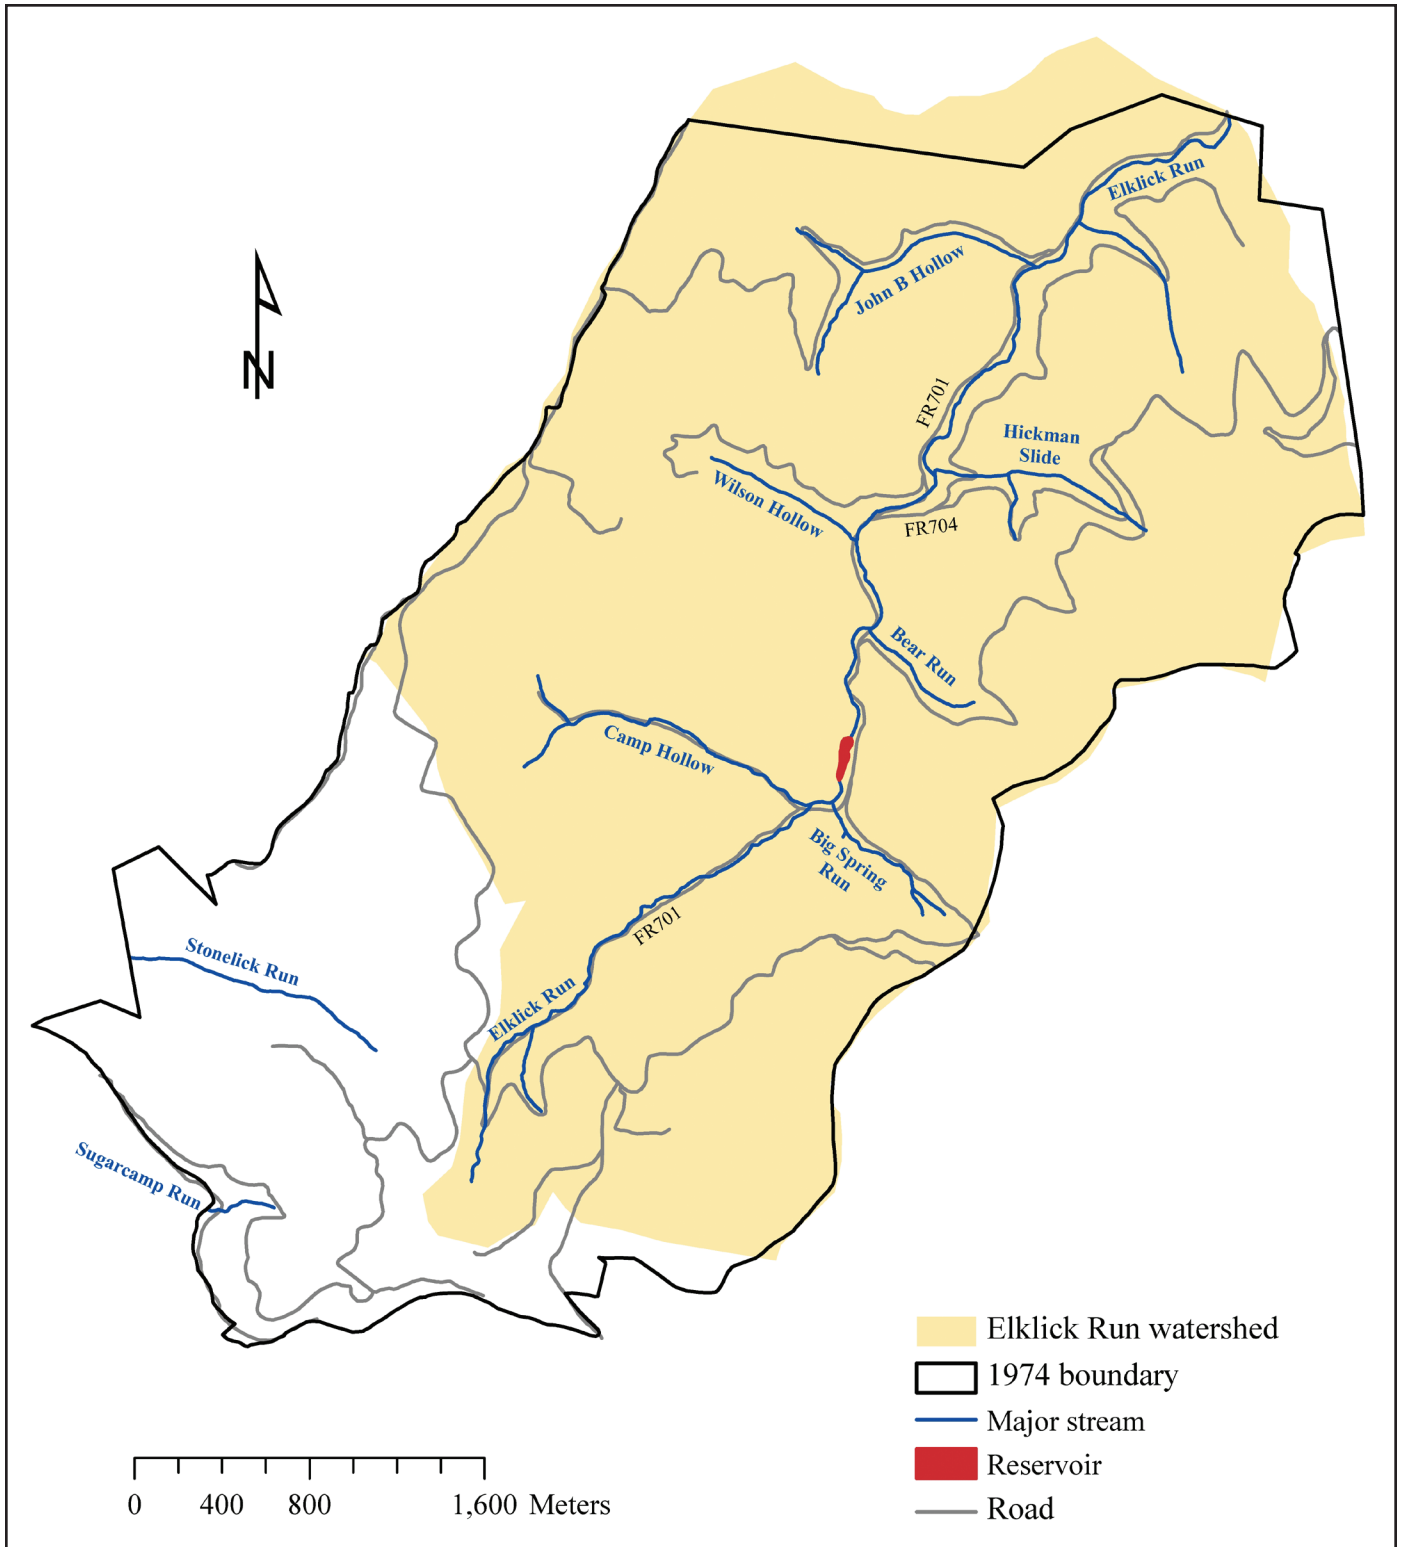 Elklick Run
John B Hollow
FR701
Hickman
Slide
Wilson Hollow
FR704
Bear Run
Camp Hollow
Big Spring
Run
FR701
Stonelick Run
Elklick Run
Sugarcamp Run
N
Elklick Run watershed
1974 boundary
Major stream
Reservoir
Road
0 400 800 1,600 Meters